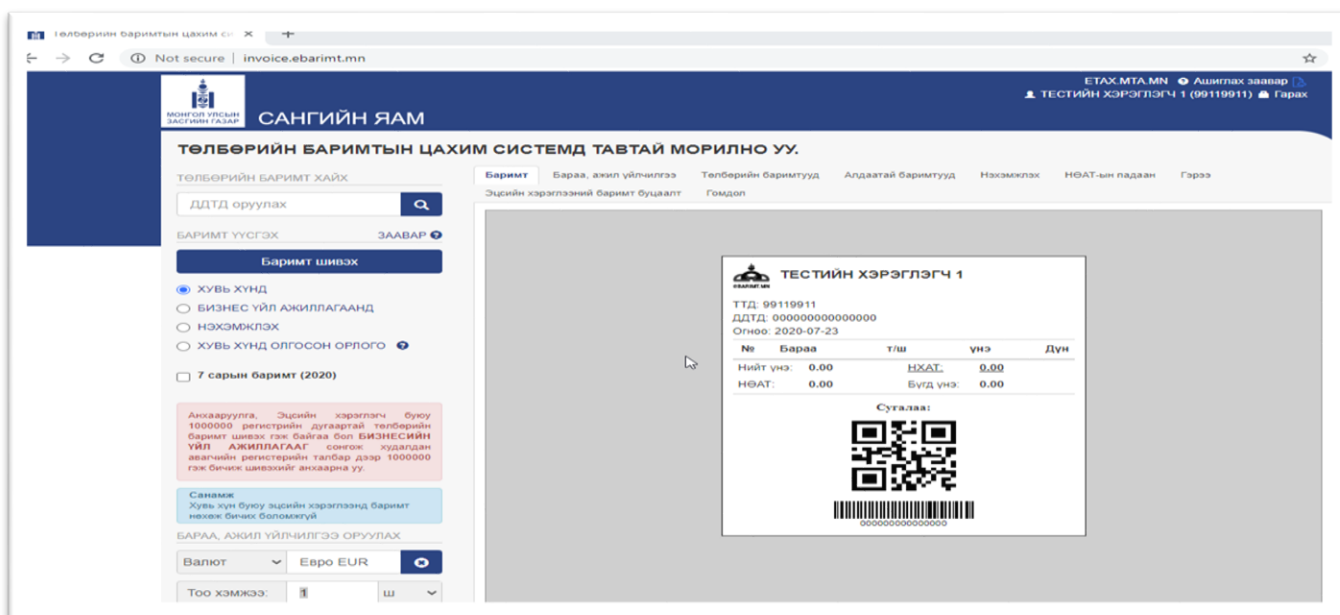 Төлбөрийн баримтын цахим си
Not secure | invoice.ebarimt.mn
ETAX.MTA.MN Ашиглах заавар
ТЕСТИЙН ХЭРЭГЛЭГЧ 1 (99119911) Гарах
МОНГОЛ УЛСЫН
ЗАСГИЙН ГАЗАР
САНГИЙН ЯАМ
ТӨЛБӨРИЙН БАРИМТЫН ЦАХИМ СИСТЕМД ТАВТАЙ МОРИЛНО УУ.
ТӨЛБӨРИЙН БАРИМТ ХАЙХ
ДДТД оруулах
БАРИМТ ҮҮСГЭХ ЗААВАР
Баримт шивэх
ХУВЬ ХҮНД
БИЗНЕС ҮЙЛ АЖИЛЛАГААНД
НЭХЭМЖЛЭХ
ХУВЬ ХҮНД ОЛГОСОН ОРЛОГО
7 сарын баримт (2020)
Анхааруулга, Эцсийн хэрэглэгч буюу
1000000 регистрийн дугаартай төлбөрийн
баримт шивэх гэж байгаа бол БИЗНЕСИЙН
ҮЙЛ АЖИЛЛАГААГ сонгож худалдан
авагчийн регистерийн талбар дээр 1000000
гэж бичиж шивэхийг анхаарна уу.
Санамж
Хувь хүн буюу эцсийн хэрэглээнд баримт
нөхөж бичих боломжгүй
БАРАА, АЖИЛ ҮЙЛЧИЛГЭЭ ОРУУЛАХ
Валют Евро EUR
Тоо хэмжээ: 1 ш
Баримт Бараа, ажил үйлчилгээ Төлбөрийн баримтууд Алдаатай баримтууд Нэхэмжлэх НӨАТ-ын падаан Гэрээ
Эцсийн хэрэглээний баримт буцаалт Гомдол
EBARIMT.MN
ТЕСТИЙН ХЭРЭГЛЭГЧ 1
ТТД: 99119911
ДДТД: 000000000000000
Огноо: 2020-07-23
№ Бараа т/ш үнэ Дүн
Нийт үнэ: 0.00 НХАТ: 0.00
НӨАТ: 0.00 Бүгд үнэ: 0.00
Сугалаа:
000000000000000